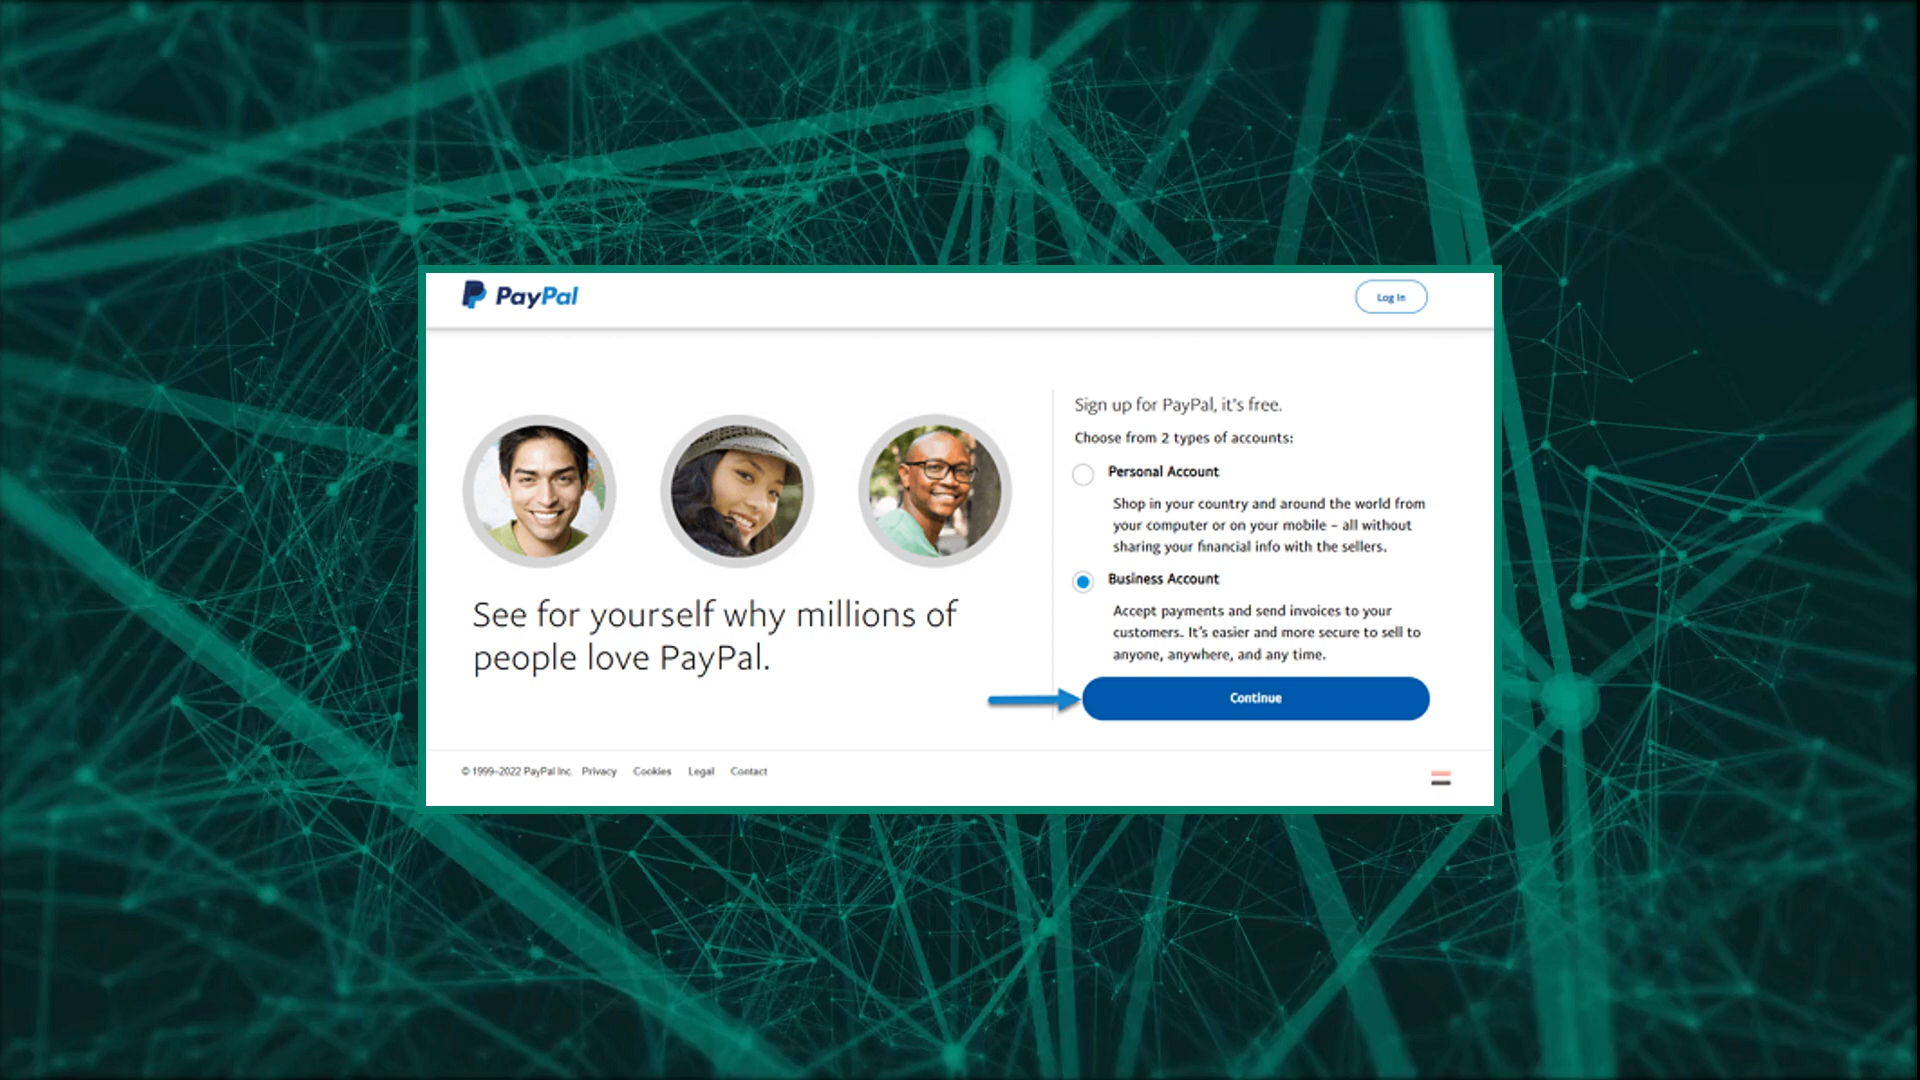 PayPal
Log In
See for yourself why millions of
people love PayPal.
Sign up for PayPal, it's free.
Choose from 2 types of accounts:
Personal Account
Shop in your country and around the world from
your computer or on your mobile – all without
sharing your financial info with the sellers.
Business Account
Accept payments and send invoices to your
customers. It's easier and more secure to sell to
anyone, anywhere, and any time.
Continue
© 1999–2022 PayPal Inc. Privacy Cookies Legal Contact